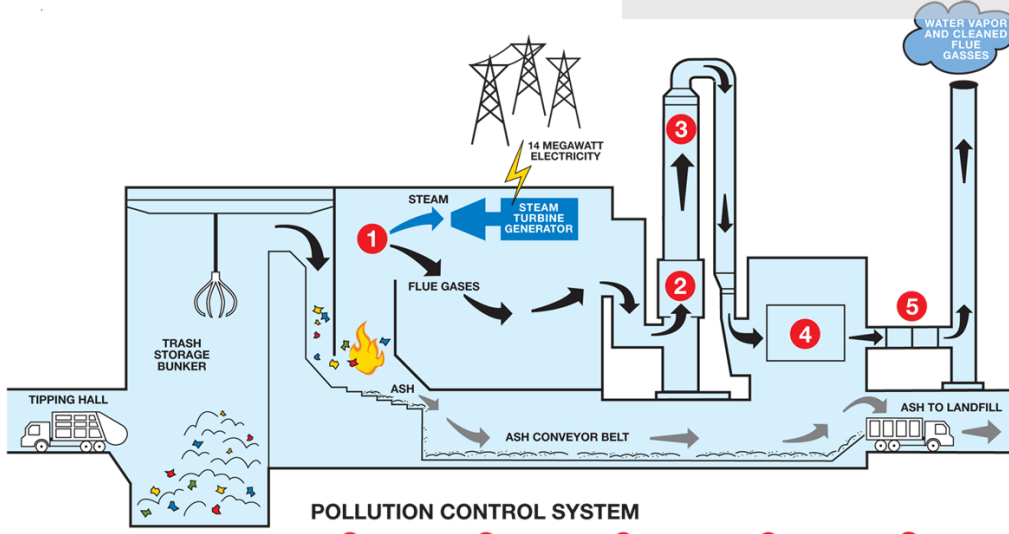 WATER VAPOR
AND CLEANED
FLUE
GASSES
3
14 MEGAWATT
ELECTRICITY
STEAM
STEAM
TURBINE
GENERATOR
1
FLUE GASES
2
5
4
TRASH
STORAGE
BUNKER
ASH
TIPPING HALL
ASH TO LANDFILL
ASH CONVEYOR BELT
POLLUTION CONTROL SYSTEM